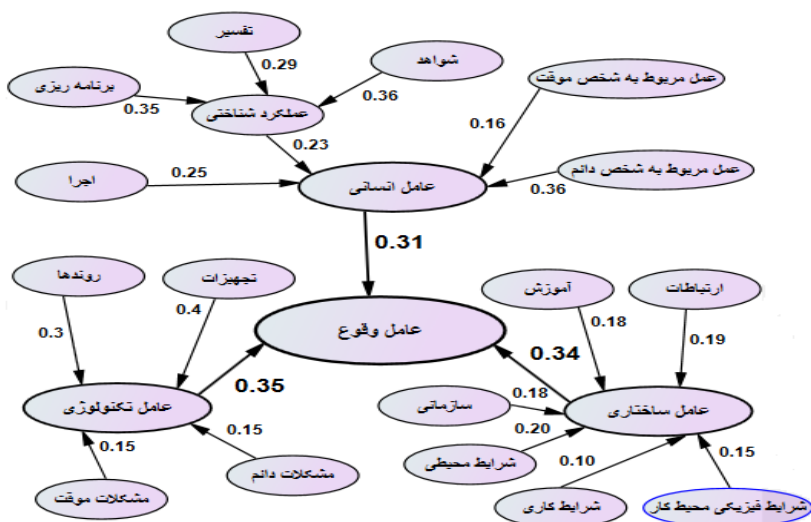 تفسیر
شواهد
برنامه ریزی
0.29
عمل مربوط به شخص موقت
0.35
0.36
عملکرد شناختی
0.23
0.16
اجرا
0.25
عامل انسانی
عمل مربوط به شخص دائم
0.36
0.31
روندها
تجهیزات
آموزش
ارتباطات
0.3
0.4
0.18
0.19
عامل وقوع
0.35
0.34
عامل تکنولوژی
سازمانی
0.18
عامل ساختاری
0.15
0.15
0.20
مشکلات دائم
شرایط محیطی
0.10
0.15
مشکلات موقت
شرایط کاری
شرایط فیزیکی محیط کار